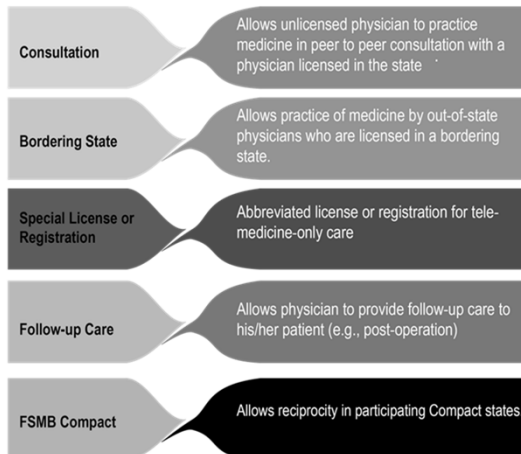 Consultation
Allows unlicensed physician to practice
medicine in peer to peer consultation with a
physician licensed in the state
Bordering State
Allows practice of medicine by out-of-state
physicians who are licensed in a bordering
state.
Special License or
Registration
Abbreviated license or registration for tele-
medicine-only care
Follow-up Care
Allows physician to provide follow-up care to
his/her patient (e.g., post-operation)
FSMB Compact
Allows reciprocity in participating Compact states